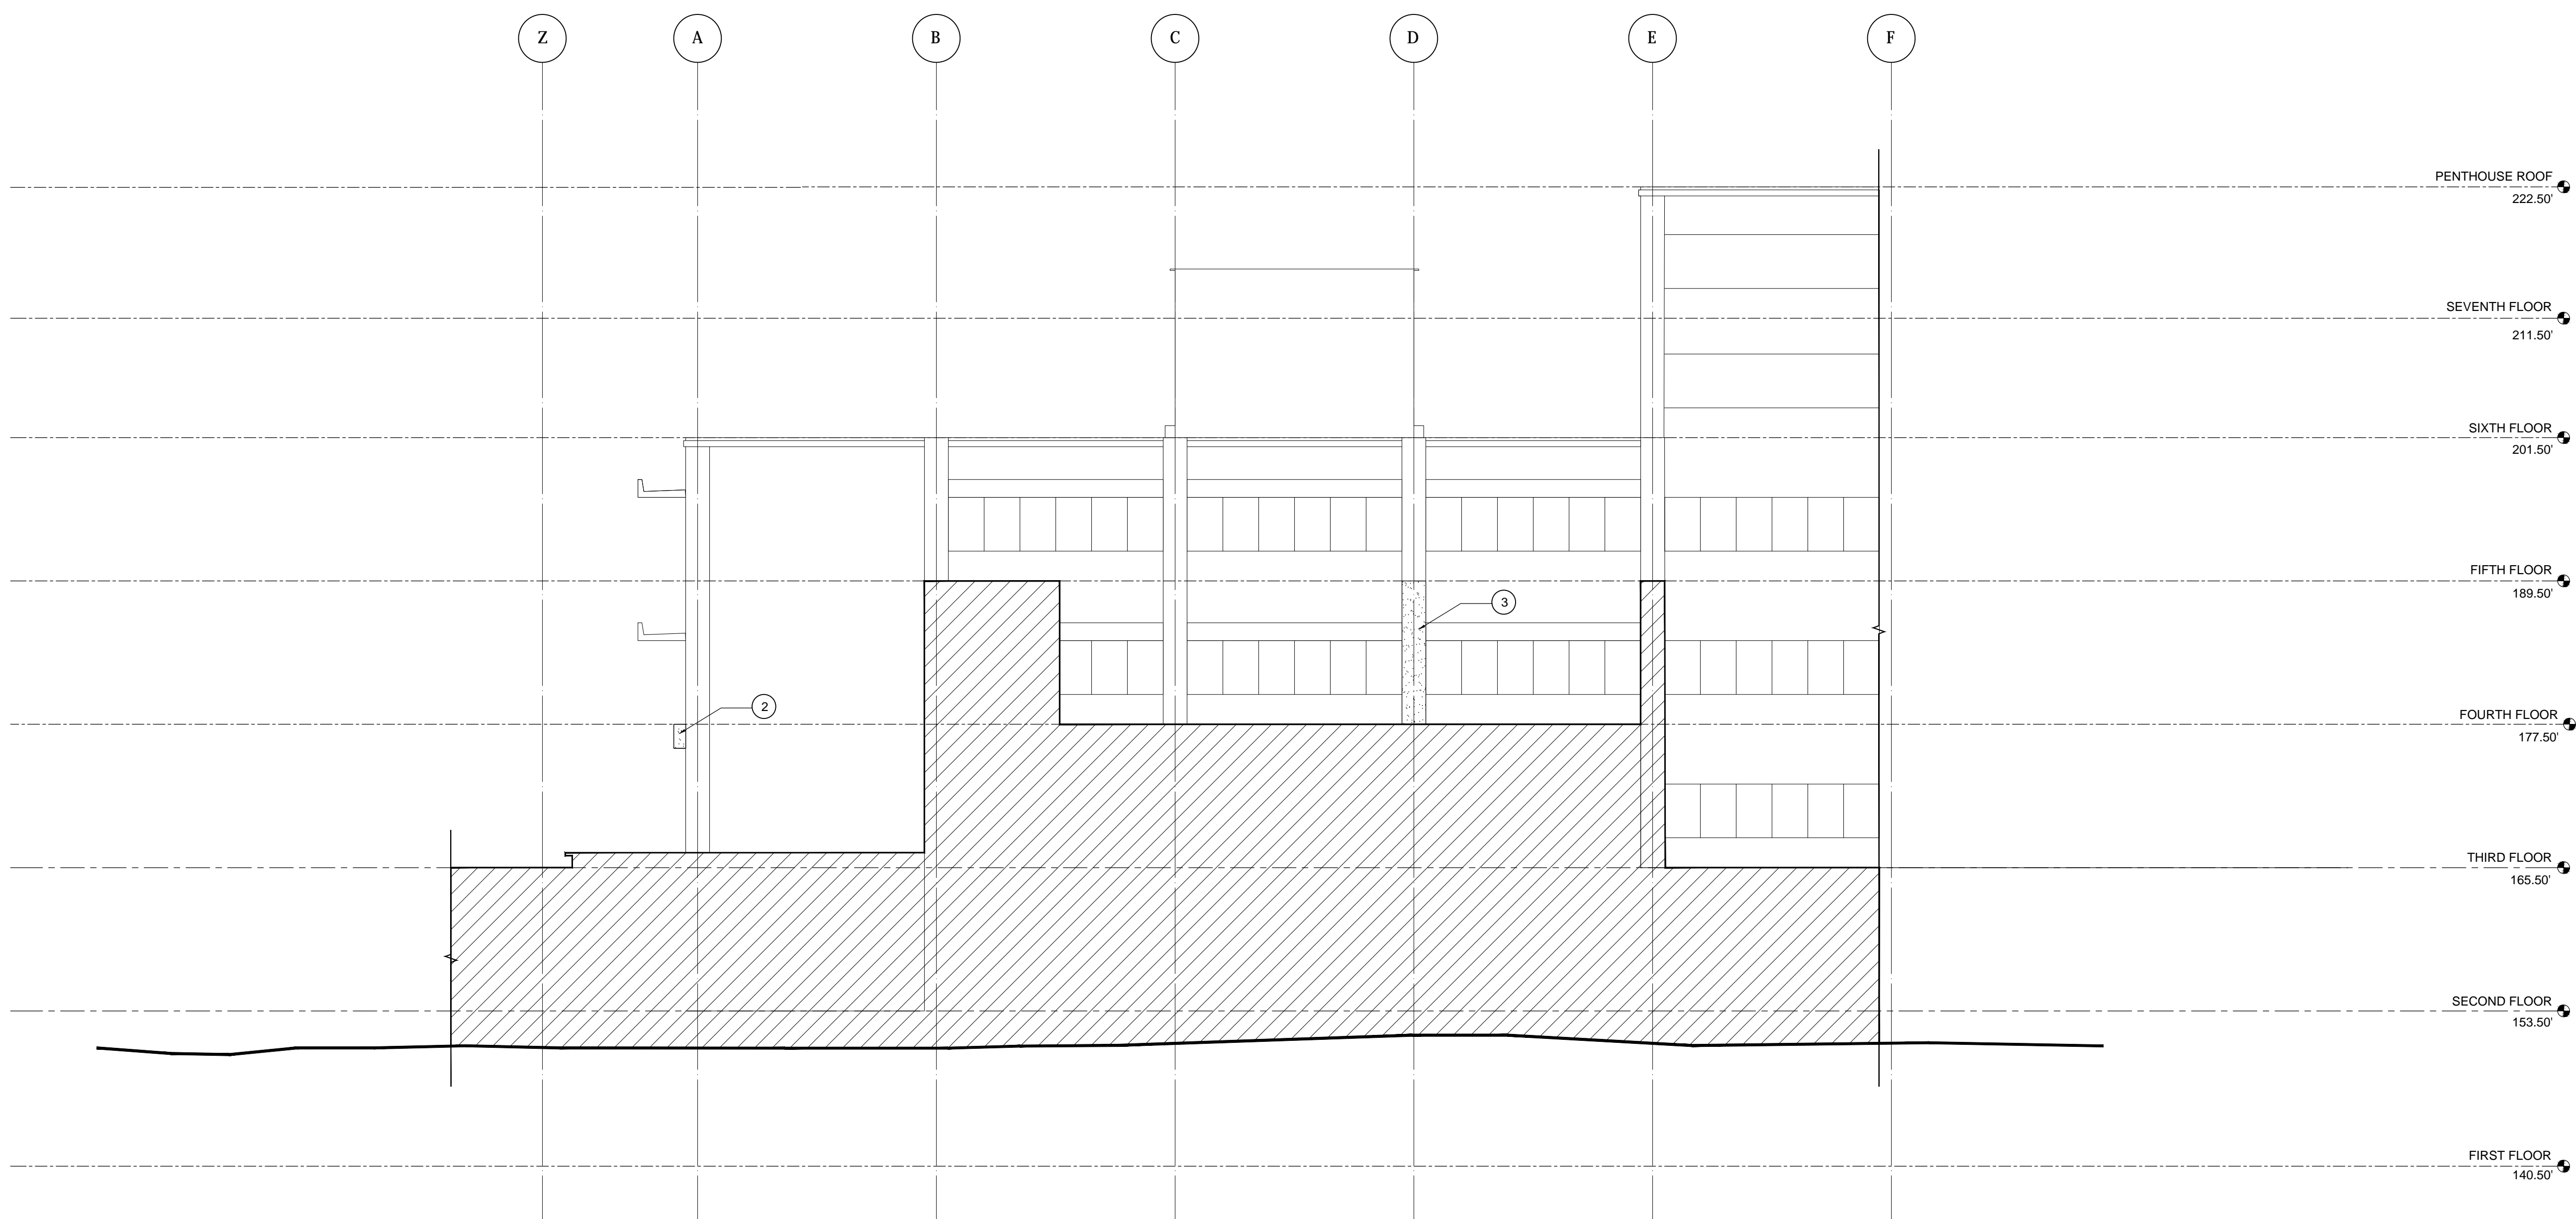 Z A B C D E F
PENTHOUSE ROOF
222.50'
SEVENTH FLOOR
211.50'
SIXTH FLOOR
201.50'
FIFTH FLOOR
189.50'
3
2
FOURTH FLOOR
177.50'
THIRD FLOOR
165.50'
SECOND FLOOR
153.50'
FIRST FLOOR
140.50'